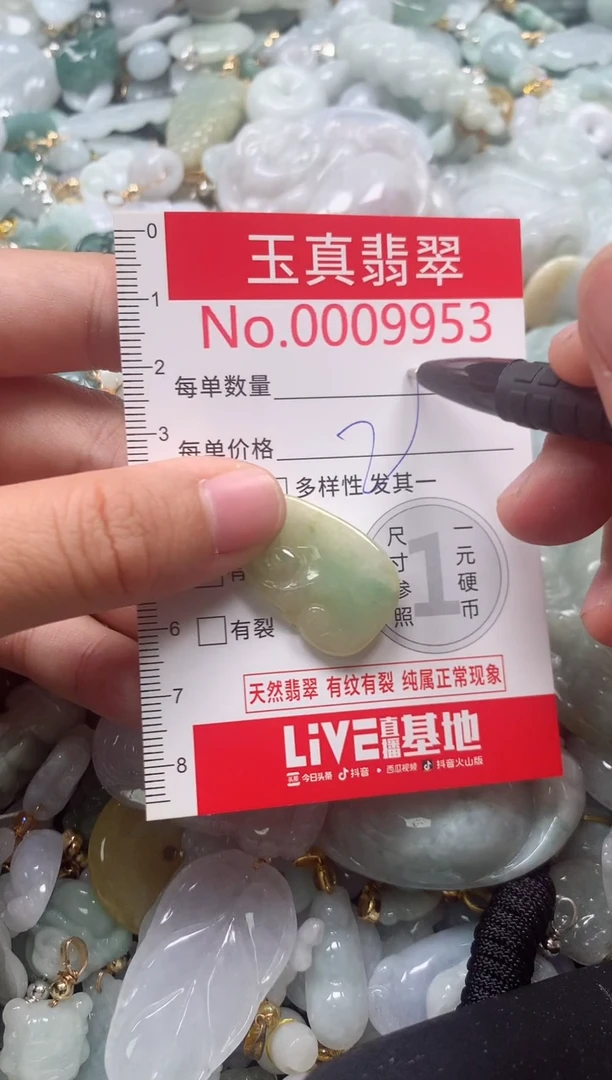 0
玉真翡翠
1
No.0009953
2
每单数量
3
每单价格
多样性发其一
尺寸参照
1
一元硬币
有
6
有裂
7
天然翡翠 有纹有裂 纯属正常现象
LiVE直播基地
8
头条 今日头条 抖音 西瓜视频 抖音火山版